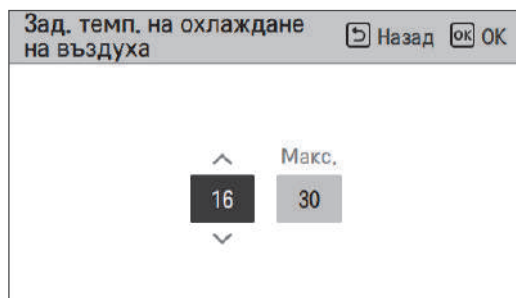 Зад. темп. на охлаждане
на въздуха
Назад OK OK
Макс.
16 30